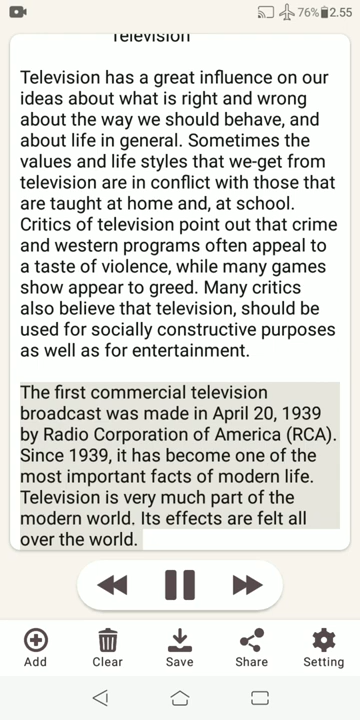 76% 2.55
Television
Television has a great influence on our
ideas about what is right and wrong
about the way we should behave, and
about life in general. Sometimes the
values and life styles that we-get from
television are in conflict with those that
are taught at home and, at school.
Critics of television point out that crime
and western programs often appeal to
a taste of violence, while many games
show appear to greed. Many critics
also believe that television, should be
used for socially constructive purposes
as well as for entertainment.
The first commercial television
broadcast was made in April 20, 1939
by Radio Corporation of America (RCA).
Since 1939, it has become one of the
most important facts of modern life.
Television is very much part of the
modern world. Its effects are felt all
over the world.
Add Clear Save Share Setting